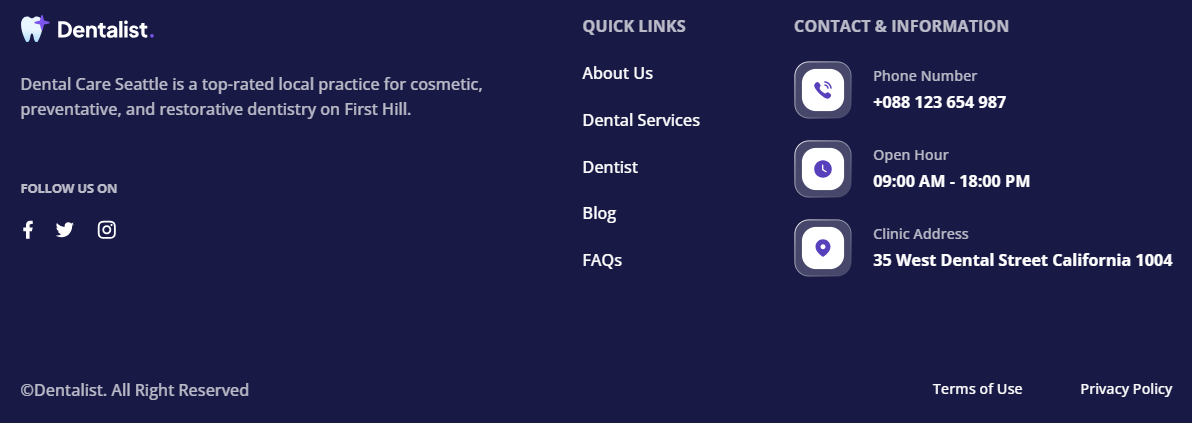 Dentalist.
Dental Care Seattle is a top-rated local practice for cosmetic,
preventative, and restorative dentistry on First Hill.
FOLLOW US ON
QUICK LINKS
About Us
Dental Services
Dentist
Blog
FAQs
CONTACT & INFORMATION
Phone Number
+088 123 654 987
Open Hour
09:00 AM - 18:00 PM
Clinic Address
35 West Dental Street California 1004
©Dentalist. All Right Reserved
Terms of Use
Privacy Policy